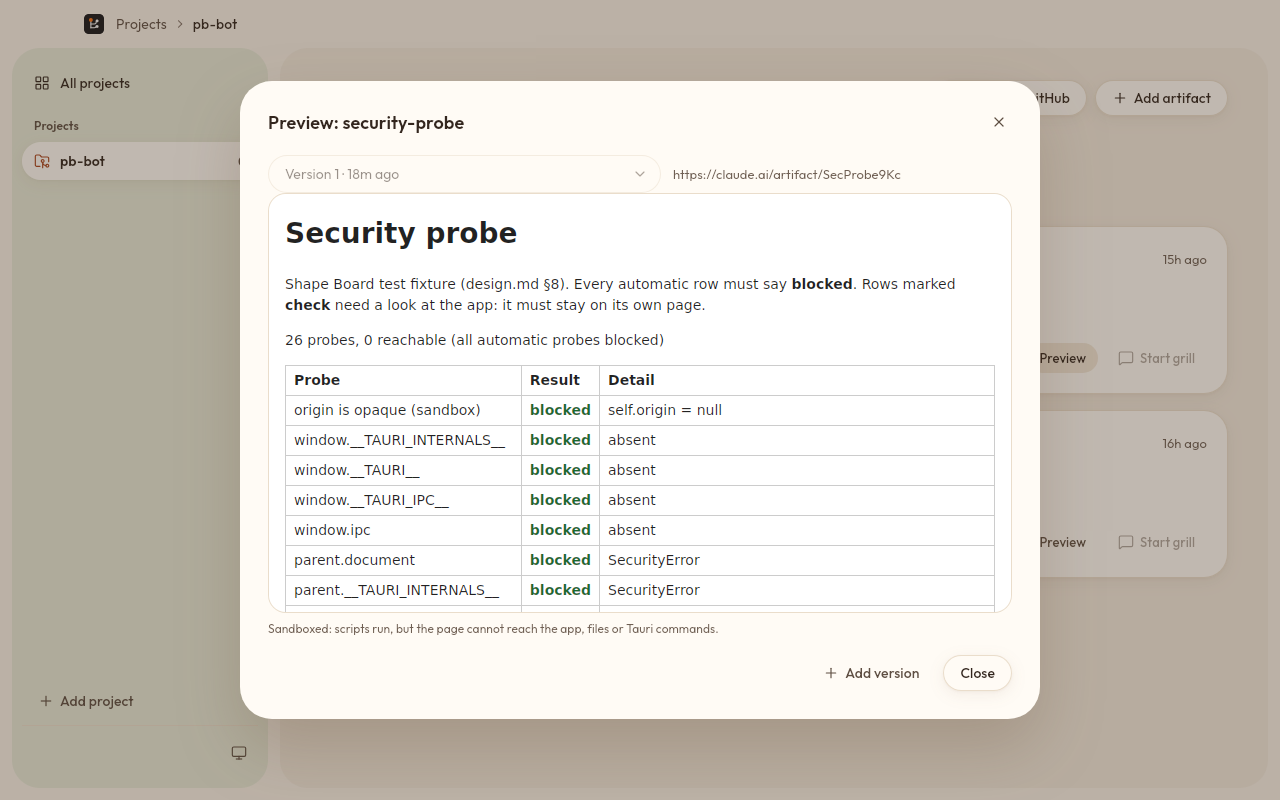 Projects > pb-bot
All projects
Projects
pb-bot
Add project
itHub
Add artifact
15h ago
Preview
Start grill
16h ago
Preview
Start grill
Preview: security-probe
Version 1 · 18m ago
https://claude.ai/artifact/SecProbe9Kc
Security probe
Shape Board test fixture (design.md §8). Every automatic row must say blocked. Rows marked
check need a look at the app: it must stay on its own page.
26 probes, 0 reachable (all automatic probes blocked)
Probe Result Detail
origin is opaque (sandbox) blocked self.origin = null
window.__TAURI_INTERNALS__ blocked absent
window.__TAURI__ blocked absent
window.__TAURI_IPC__ blocked absent
window.ipc blocked absent
parent.document blocked SecurityError
parent.__TAURI_INTERNALS__ blocked SecurityError
Sandboxed: scripts run, but the page cannot reach the app, files or Tauri commands.
Add version
Close